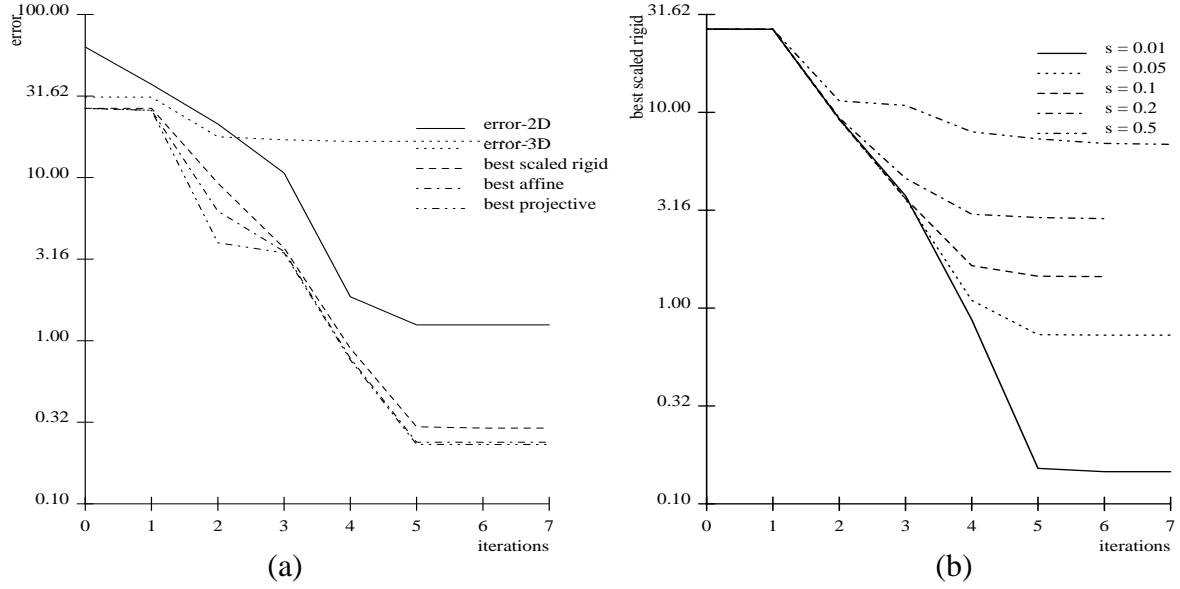 100.00
error
31.62
10.00
3.16
1.00
0.32
0.10
0 1 2 3 4 5 6 7
iterations
error-2D
error-3D
best scaled rigid
best affine
best projective
(a)
31.62
best scaled rigid
10.00
3.16
1.00
0.32
0.10
0 1 2 3 4 5 6 7
iterations
s = 0.01
s = 0.05
s = 0.1
s = 0.2
s = 0.5
(b)